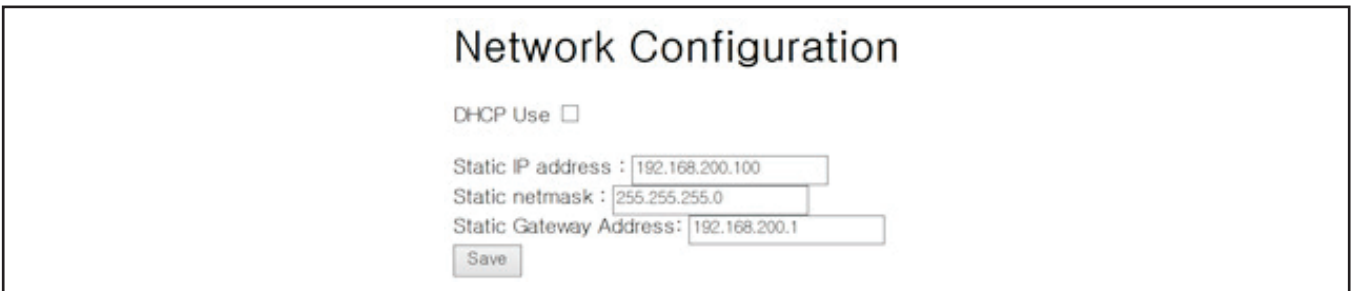 Network Configuration
DHCP Use
Static IP address : 192.168.200.100
Static netmask : 255.255.255.0
Static Gateway Address: 192.168.200.1
Save